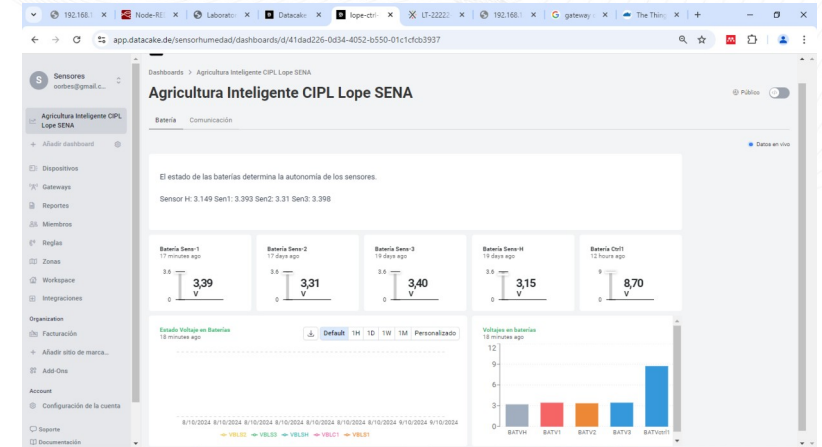 192.168.1
Node-RE
Laborator
Datacake
lope-ctrl-
LT-22222
192.168.
gateway
The Thing
app.datacake.de/sensorhumedad/dashboards/d/41dad226-0d34-4052-b550-01c1cfcb3937
S
Sensores
oorbes@gmail.c...
Agricultura Inteligente CIPL
Lope SENA
Añadir dashboard
Dispositivos
Gateways
Reportes
Miembros
Reglas
Zonas
Workspace
Integraciones
Organization
Facturación
Añadir sitio de marca...
Add-Ons
Account
Configuración de la cuenta
Soporte
Documentación
Dashboards > Agricultura Inteligente CIPL Lope SENA
Agricultura Inteligente CIPL Lope SENA
Público
Batería Comunicación
Datos en vivo
El estado de las baterías determina la autonomía de los sensores.
Sensor H: 3.149 Sen1: 3.393 Sen2: 3.31 Sen3: 3.398
Batería Sens-1
17 minutes ago
3.6
3,39
V
0
Batería Sens-2
17 days ago
3.6
3,31
V
0
Batería Sens-3
19 days ago
3.6
3,40
V
0
Batería Sens-H
19 days ago
3.6
3,15
V
0
Batería Ctrl1
12 hours ago
9
8,70
V
0
Estado Voltaje en Baterías
18 minutes ago
Default 1H 1D 1W 1M Personalizado
8/10/2024 8/10/2024 8/10/2024 8/10/2024 8/10/2024 8/10/2024 8/10/2024 9/10/2024 9/10/2024
VBLS2 VBLS3 VBLSH VBLC1 VBLS1
Voltajes en baterías
18 minutes ago
12
9
6
3
0
BATVH BATV1 BATV2 BATV3 BATVctrl1